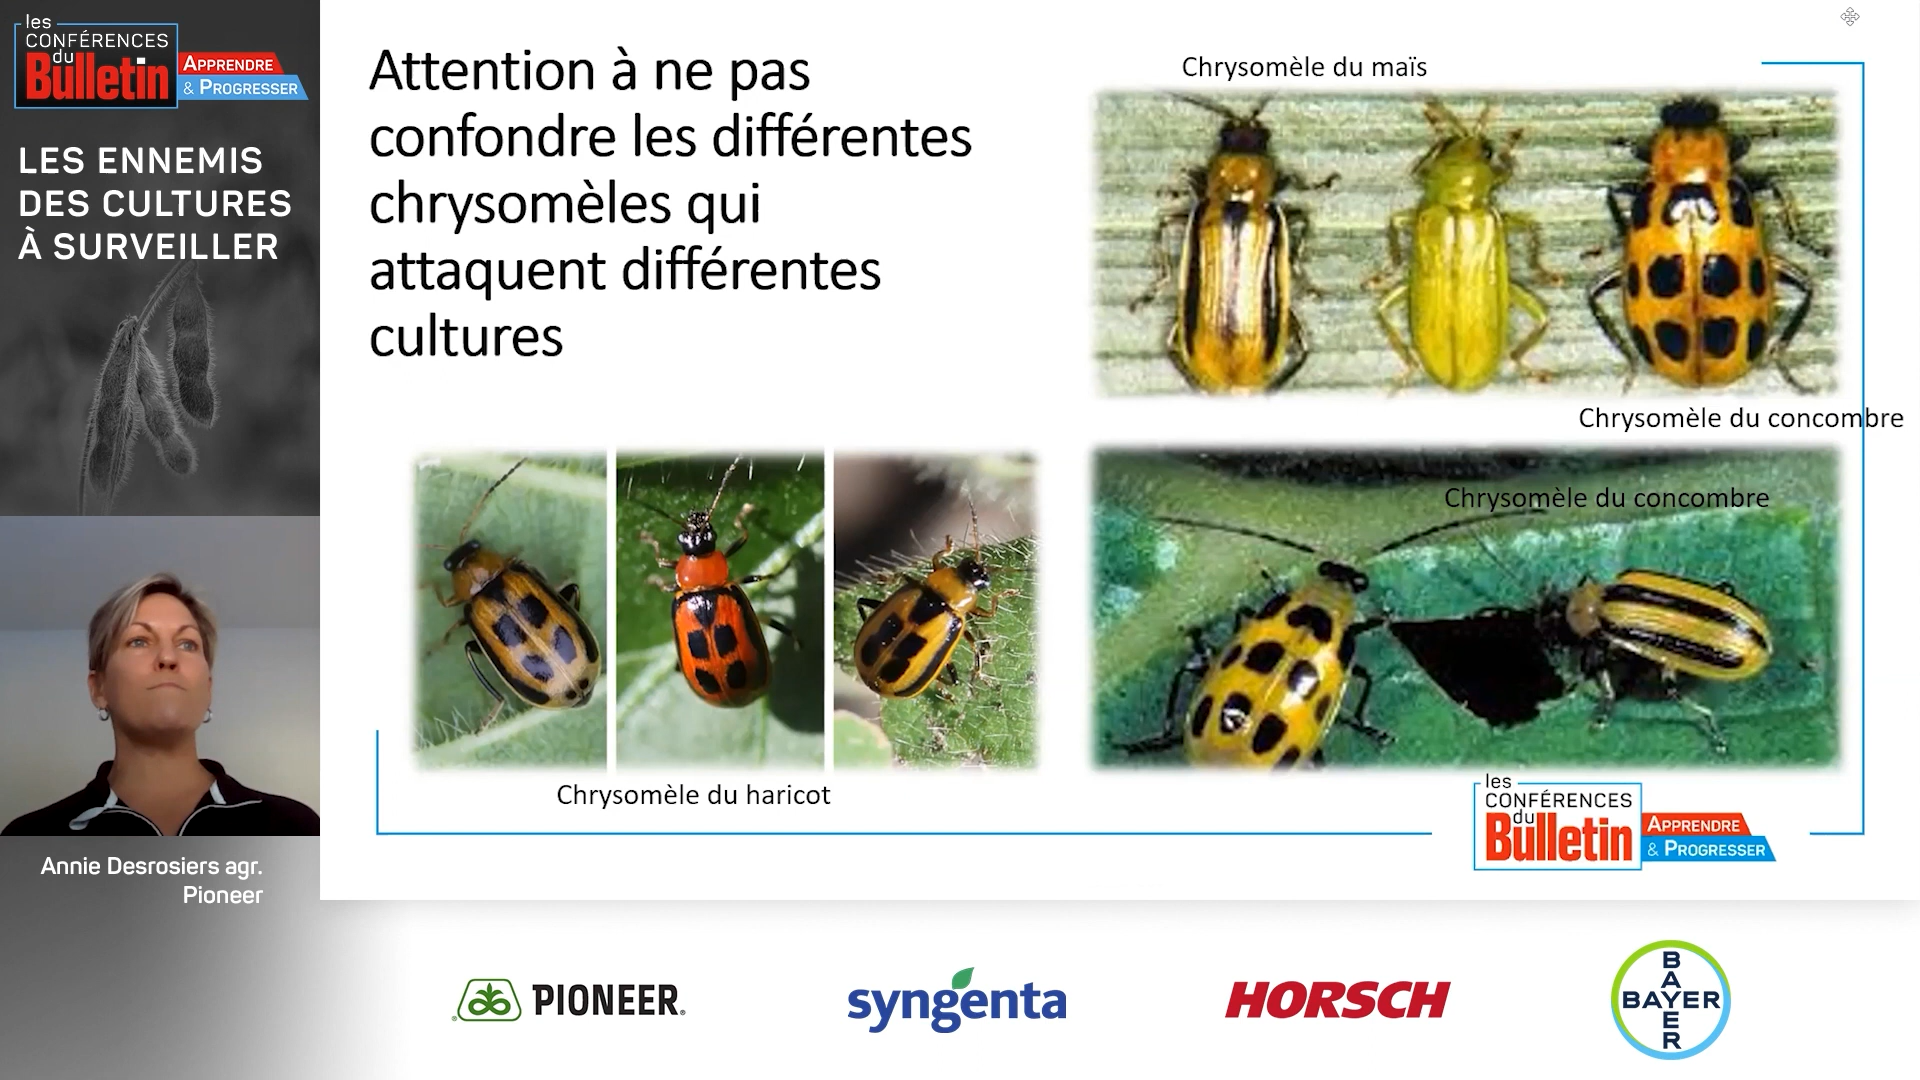 les
CONFÉRENCES
du
Bulletin
APPRENDRE
& PROGRESSER
LES ENNEMIS
DES CULTURES
À SURVEILLER
Annie Desrosiers agr.
Pioneer
Attention à ne pas
confondre les différentes
chrysomèles qui
attaquent différentes
cultures
Chrysomèle du maïs
Chrysomèle du concombre
Chrysomèle du concombre
Chrysomèle du haricot
les
CONFÉRENCES
du
Bulletin
APPRENDRE
& PROGRESSER
PIONEER
syngenta
HORSCH
BAYER
BAYER